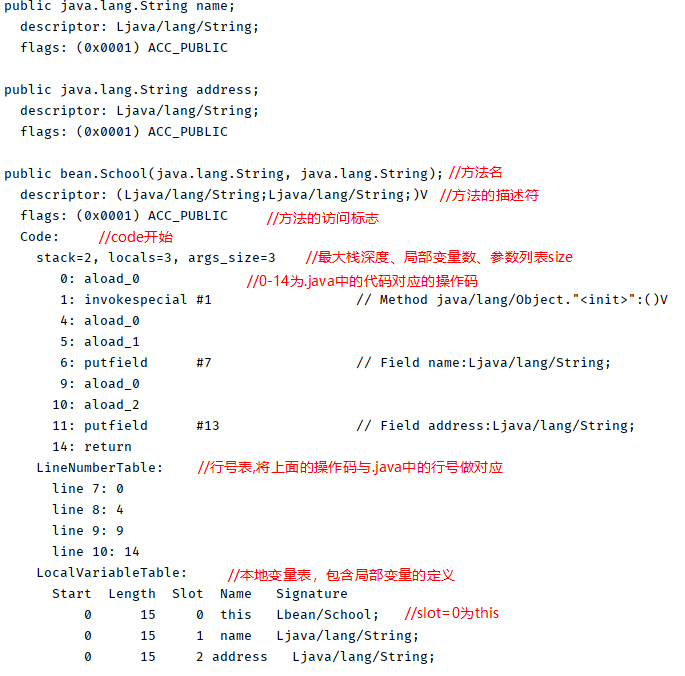 public java.lang.String name;
descriptor: Ljava/lang/String;
flags: (0x0001) ACC_PUBLIC
public java.lang.String address;
descriptor: Ljava/lang/String;
flags: (0x0001) ACC_PUBLIC
public bean.School(java.lang.String, java.lang.String); //方法名
descriptor: (Ljava/lang/String;Ljava/lang/String;)V //方法的描述符
flags: (0x0001) ACC_PUBLIC //方法的访问标志
Code: //code开始
stack=2, locals=3, args_size=3 //最大栈深度、局部变量数、参数列表size
0: aload_0 //0-14为.java中的代码对应的操作码
1: invokespecial #1 // Method java/lang/Object."<init>":()V
4: aload_0
5: aload_1
6: putfield #7 // Field name:Ljava/lang/String;
9: aload_0
10: aload_2
11: putfield #13 // Field address:Ljava/lang/String;
14: return
LineNumberTable: //行号表,将上面的操作码与.java中的行号做对应
line 7: 0
line 8: 4
line 9: 9
line 10: 14
LocalVariableTable: //本地变量表，包含局部变量的定义
Start Length Slot Name Signature
0 15 0 this Lbean/School; //slot=0为this
0 15 1 name Ljava/lang/String;
0 15 2 address Ljava/lang/String;